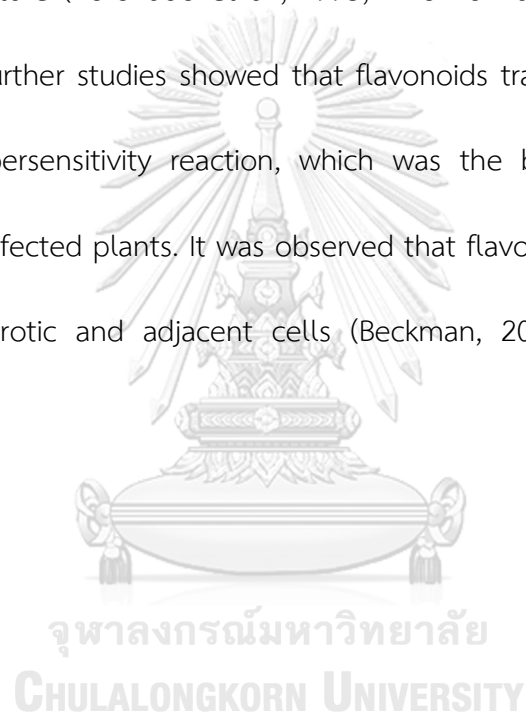 urther studies showed that flavonoids tra
persensitivity reaction, which was the b
fected plants. It was observed that flavo
rotic and adjacent cells (Beckman, 20
จุฬาลงกรณ์มหาวิทยาลัย
CHULALONGKORN UNIVERSITY